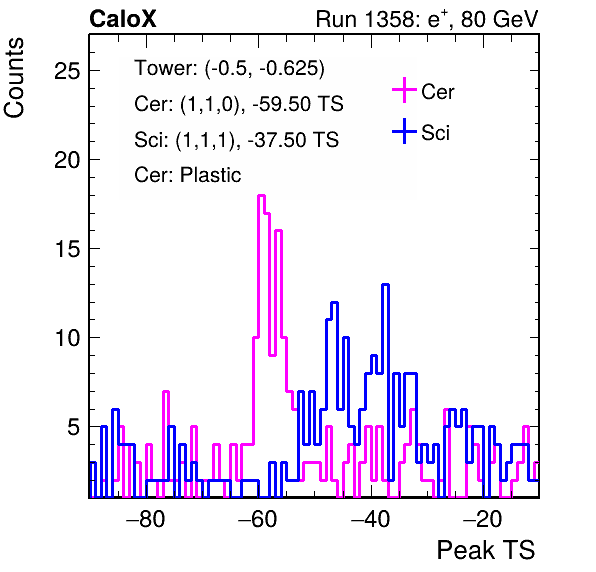 CaloX Run 1358: e⁺, 80 GeV
Counts
Tower: (-0.5, -0.625)
Cer: (1,1,0), -59.50 TS
Sci: (1,1,1), -37.50 TS
Cer: Plastic
Cer
Sci
25
20
15
10
5
−80 −60 −40 −20
Peak TS